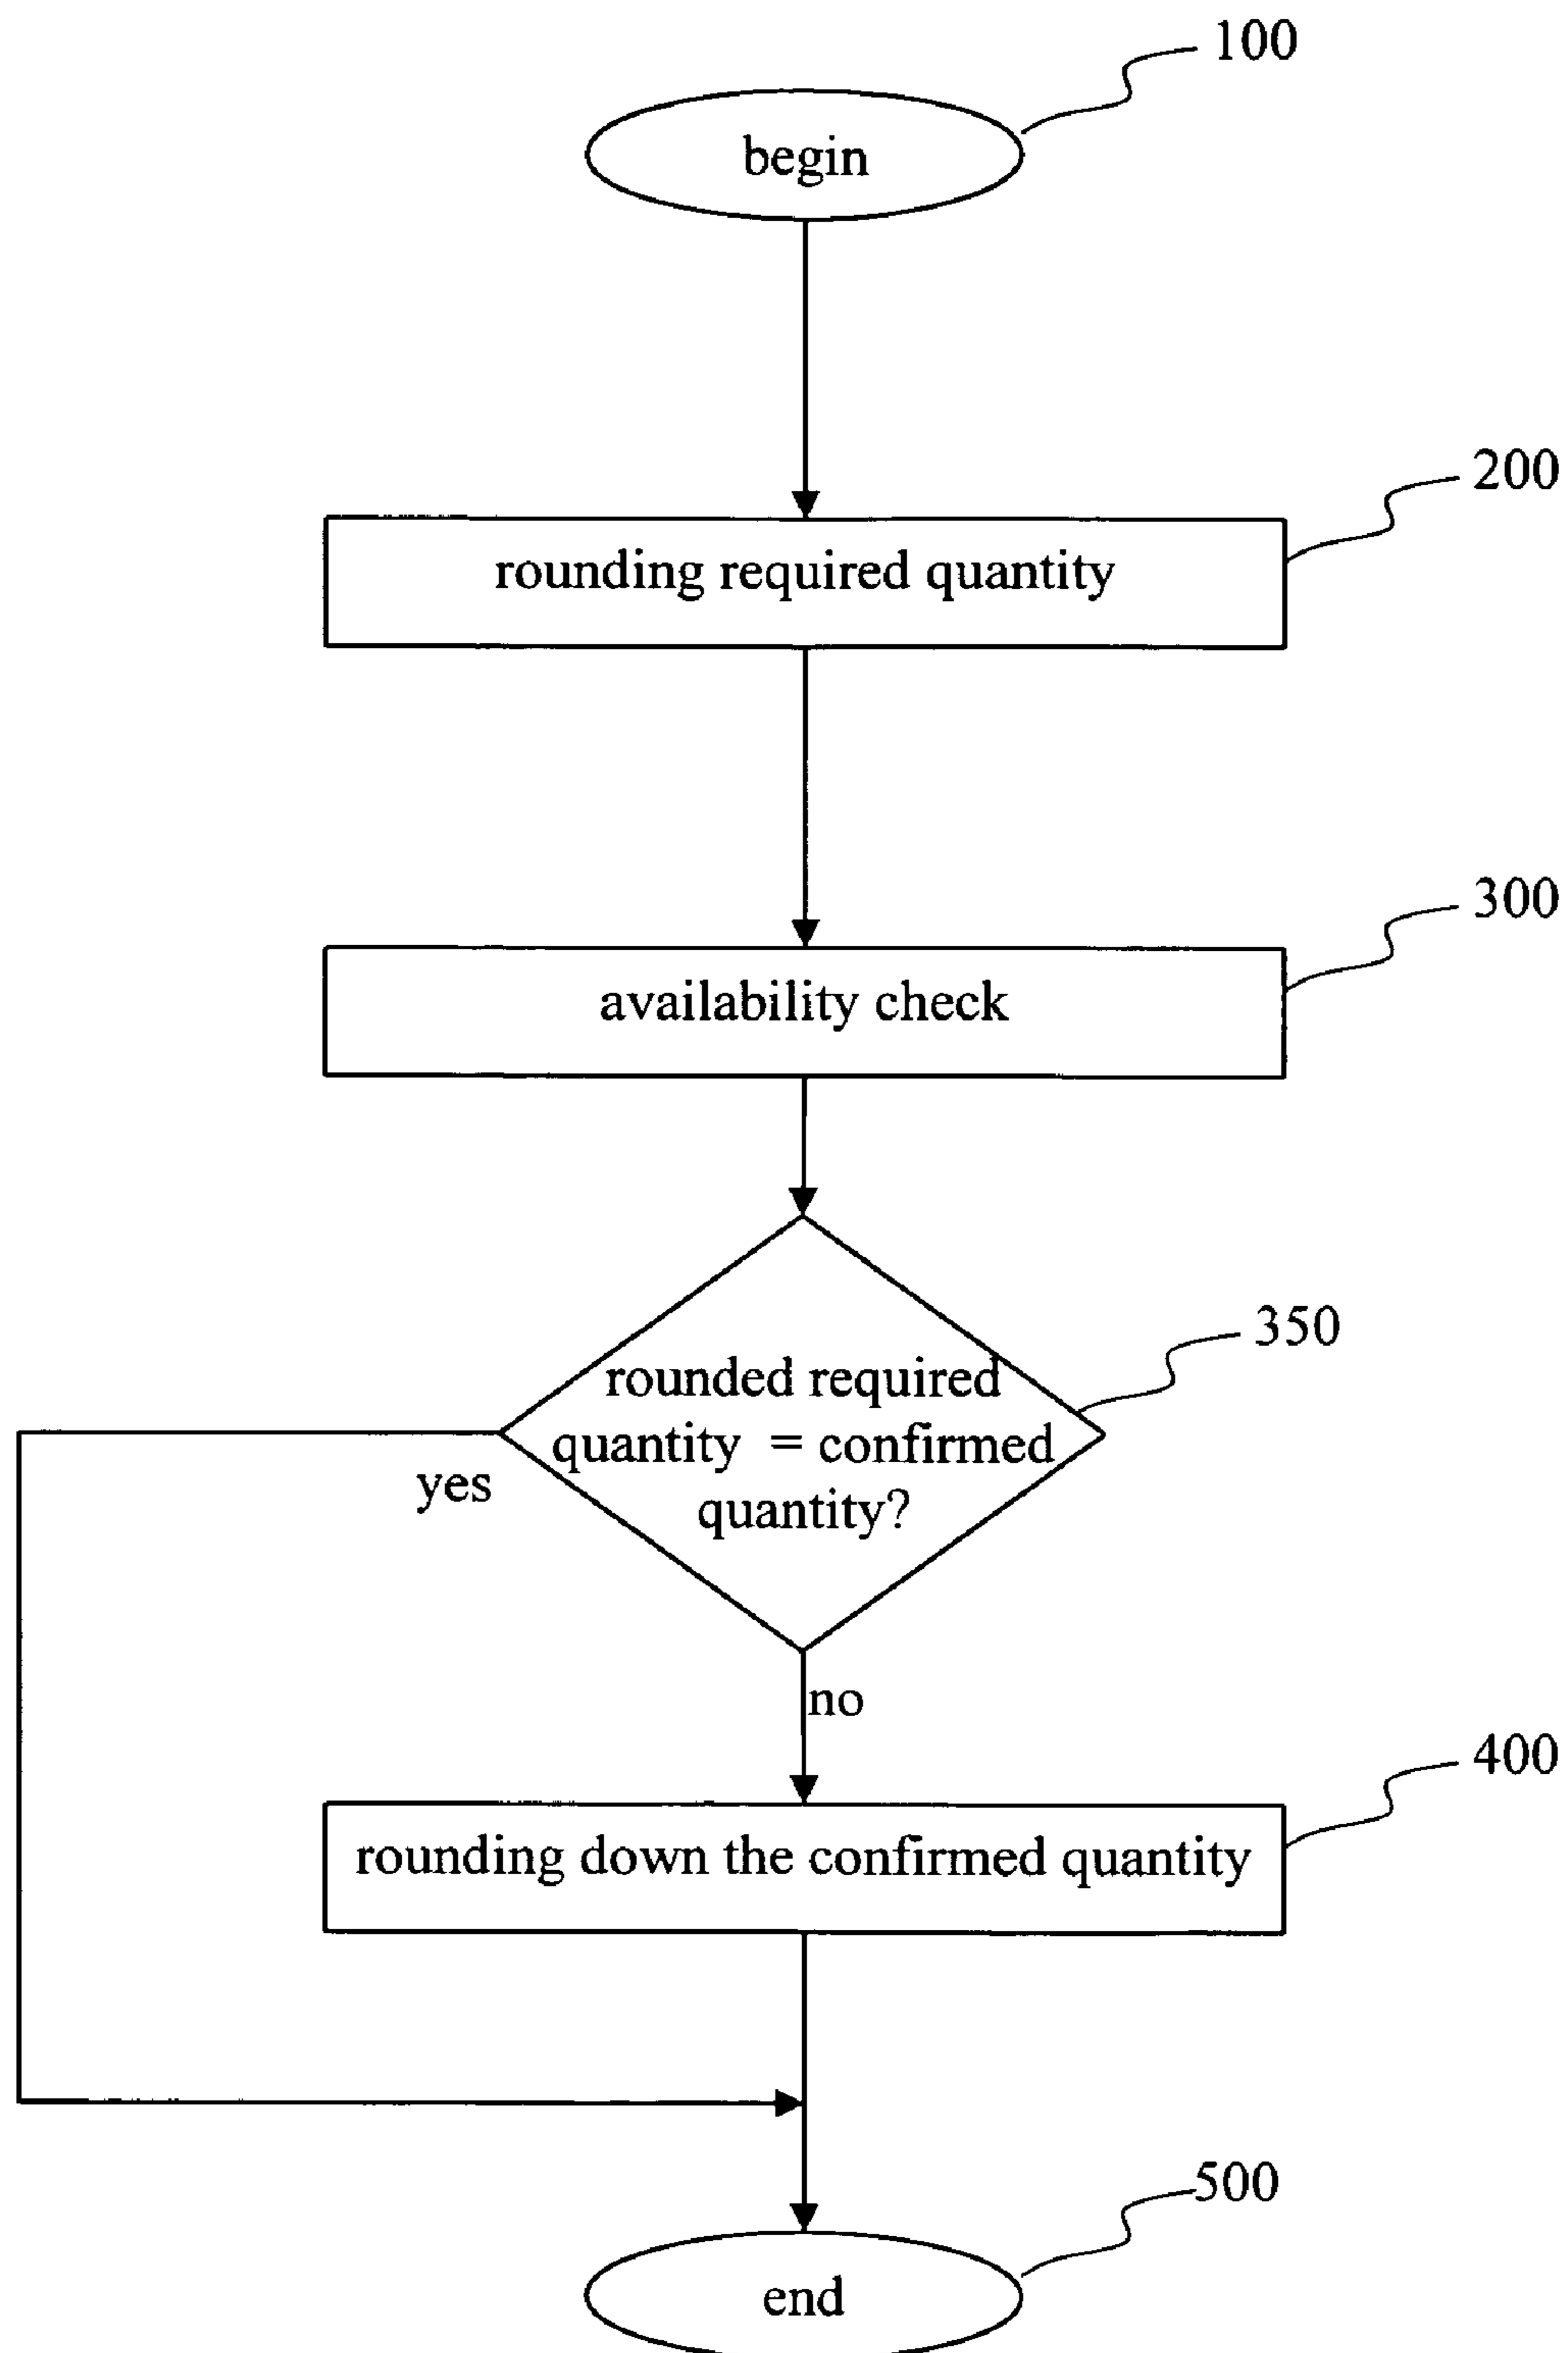 100
begin
200
rounding required quantity
300
availability check
350
rounded required
quantity = confirmed
quantity?
yes
no
400
rounding down the confirmed quantity
500
end